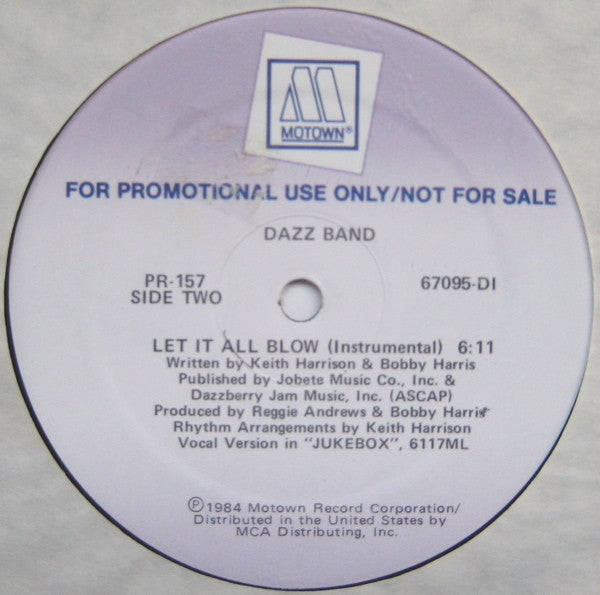 MOTOWN®
FOR PROMOTIONAL USE ONLY/NOT FOR SALE
DAZZ BAND
PR-157
SIDE TWO
67095-DI
LET IT ALL BLOW (Instrumental) 6:11
Written by Keith Harrison & Bobby Harris
Published by Jobete Music Co., Inc. &
Dazzberry Jam Music, Inc. (ASCAP)
Produced by Reggie Andrews & Bobby Harris
Rhythm Arrangements by Keith Harrison
Vocal Version in "JUKEBOX", 6117ML
℗1984 Motown Record Corporation/
Distributed in the United States by
MCA Distributing, Inc.